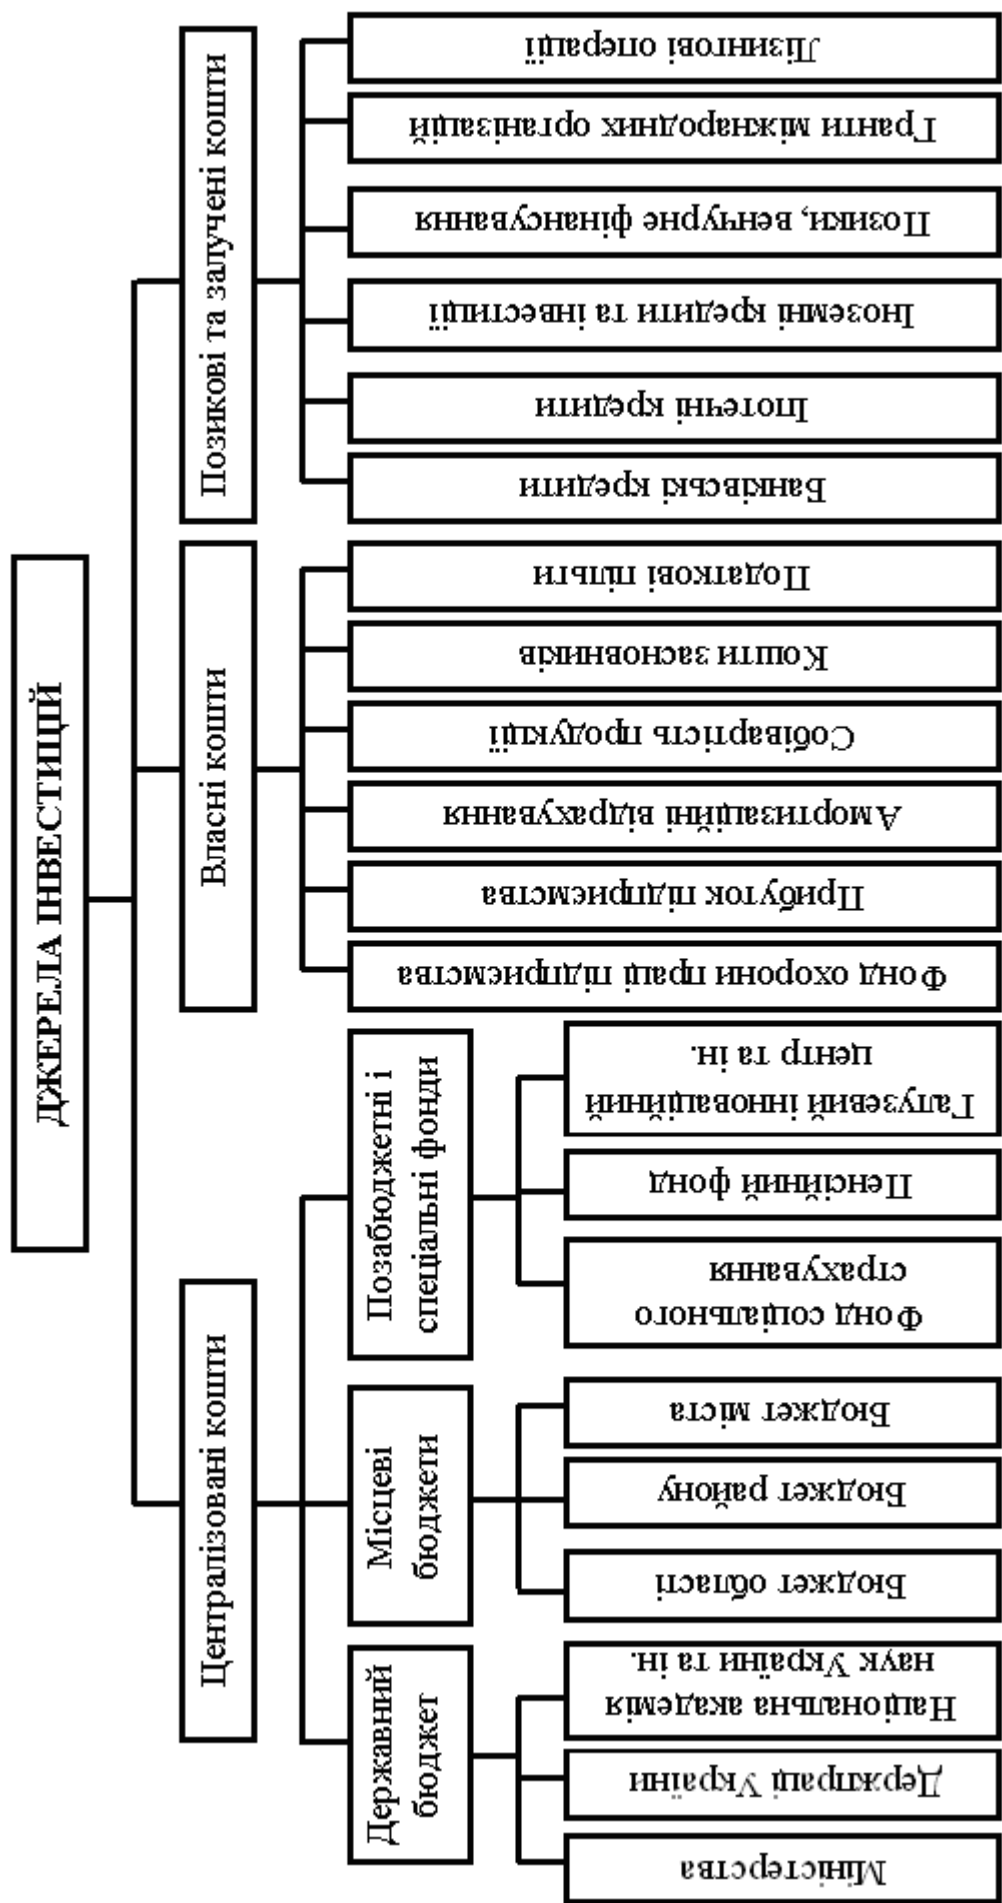 ДЖЕРЕЛА ІНВЕСТИЦІЙ
Централізовані кошти
Власні кошти
Позикові та залучені кошти
Державний
бюджет
Місцеві
бюджети
Позабюджетні і
спеціальні фонди
Міністерства
Держпраці України
Національна академія
наук України та ін.
Бюджет області
Бюджет району
Бюджет міста
Фонд соціального
страхування
Пенсійний фонд
Галузевий інноваційний
центр та ін.
Фонд охорони праці підприємства
Прибуток підприємства
Амортизаційні відрахування
Собівартість продукції
Кошти засновників
Податкові пільги
Банківські кредити
Іпотечні кредити
Іноземні кредити та інвестиції
Позики, венчурне фінансування
Гранти міжнародних організацій
Лізингові операції